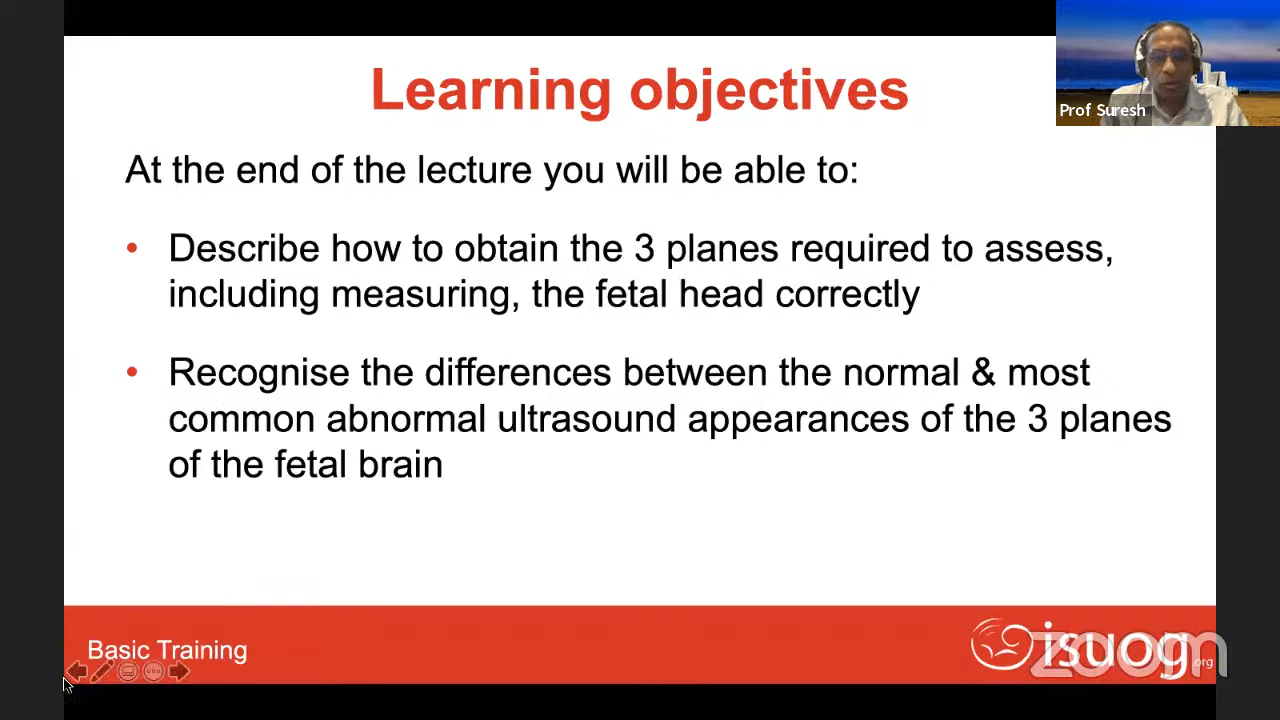 Learning objectives
Prof Suresh
At the end of the lecture you will be able to:
• Describe how to obtain the 3 planes required to assess,
including measuring, the fetal head correctly
• Recognise the differences between the normal & most
common abnormal ultrasound appearances of the 3 planes
of the fetal brain
Basic Training
isuog.org
zoom